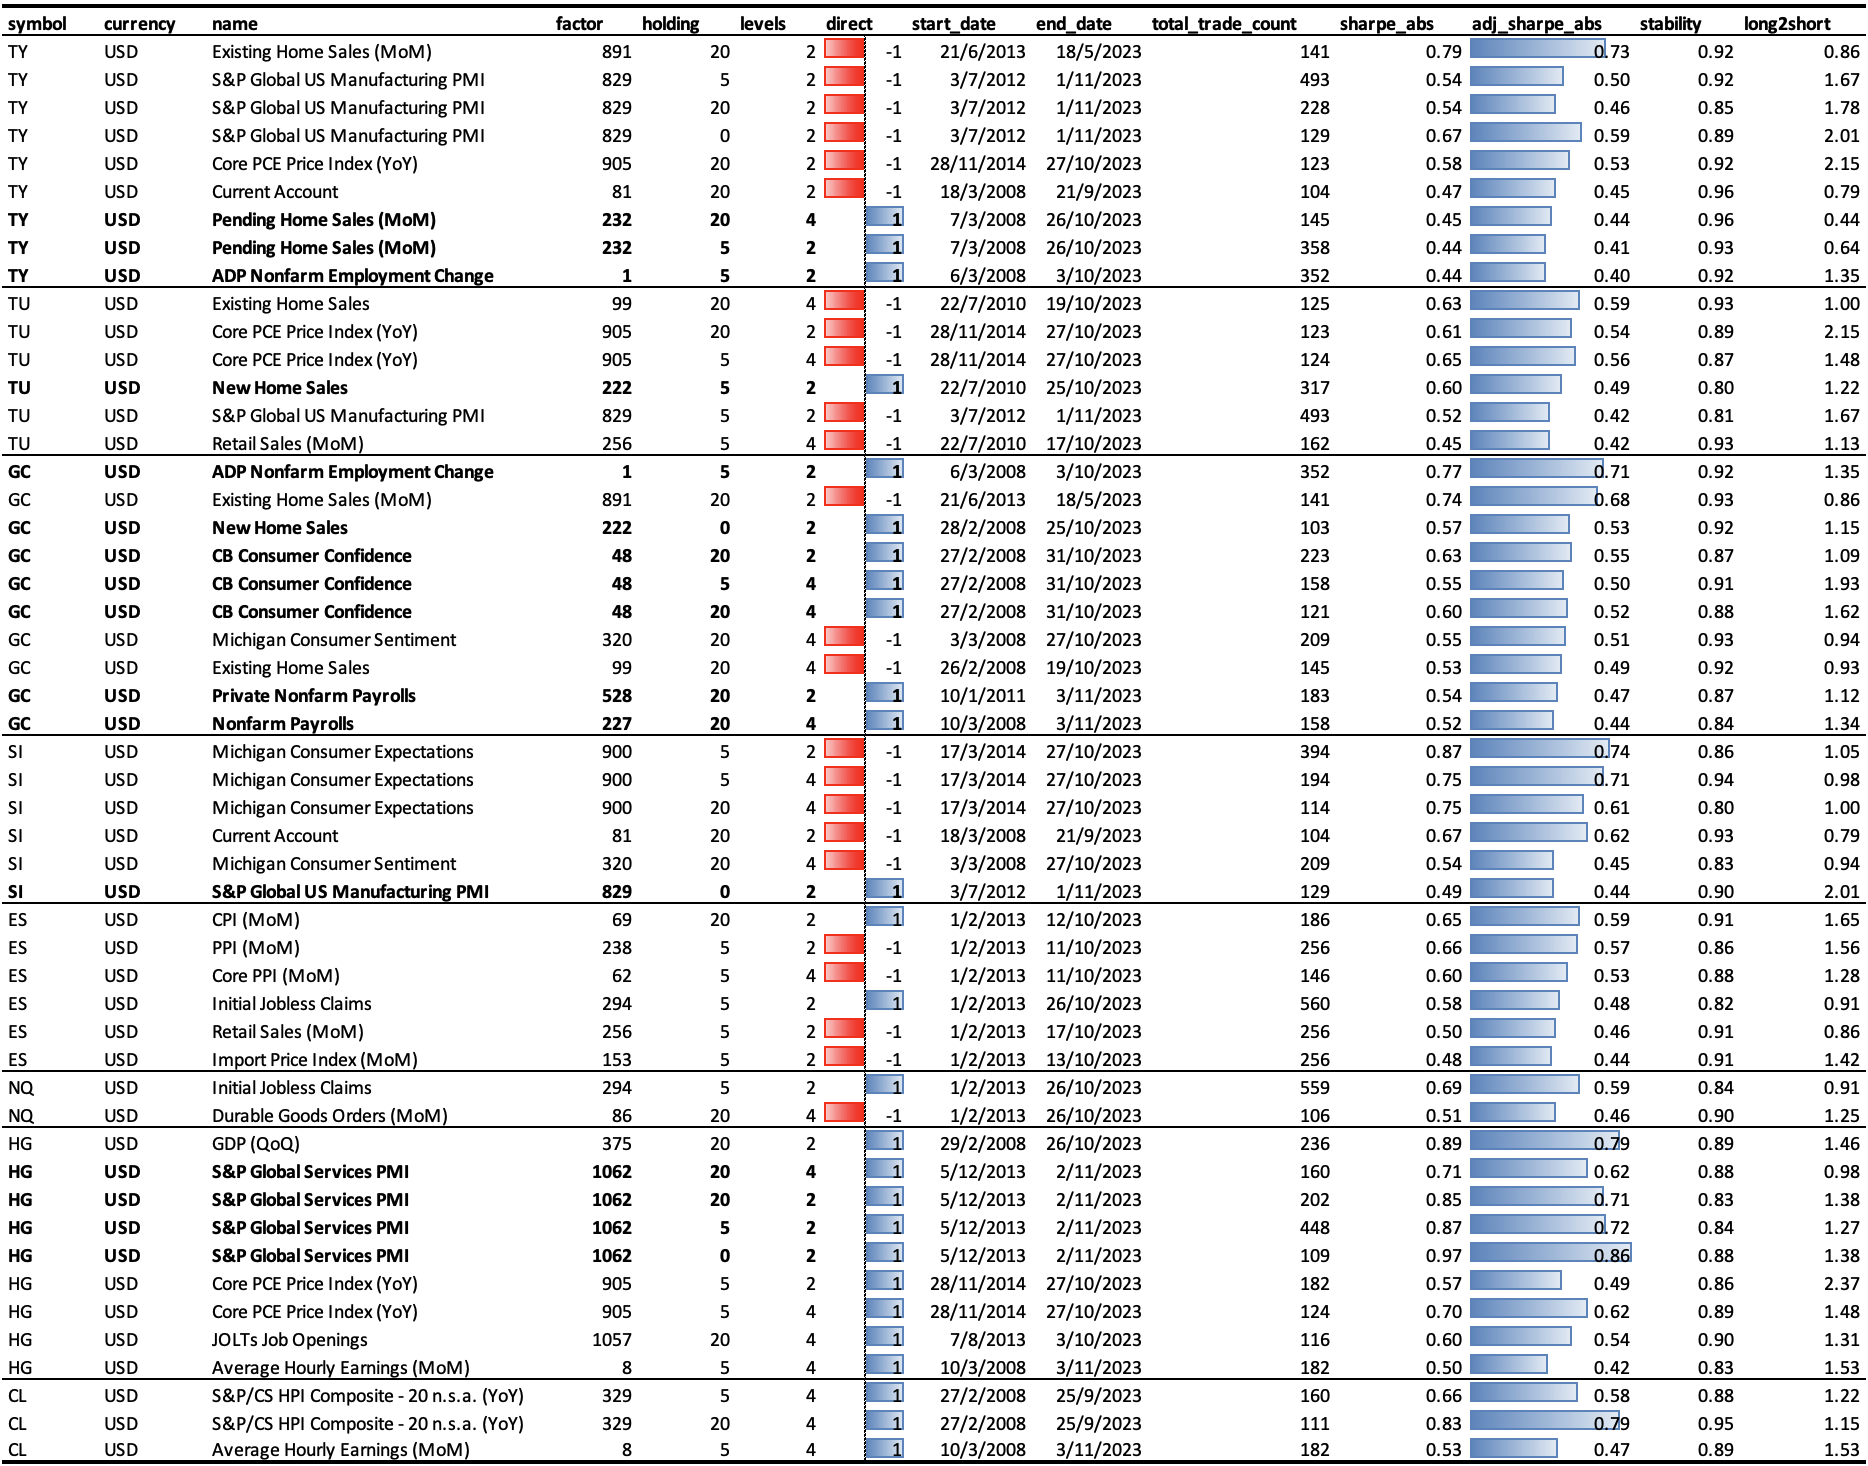 symbol currency name factor holding levels direct start_date end_date total_trade_count sharpe_abs adj_sharpe_abs stability long2short
TY USD Existing Home Sales (MoM) 891 20 2 -1 21/6/2013 18/5/2023 141 0.79 0.73 0.92 0.86
TY USD S&P Global US Manufacturing PMI 829 5 2 -1 3/7/2012 1/11/2023 493 0.54 0.50 0.92 1.67
TY USD S&P Global US Manufacturing PMI 829 20 2 -1 3/7/2012 1/11/2023 228 0.54 0.46 0.85 1.78
TY USD S&P Global US Manufacturing PMI 829 0 2 -1 3/7/2012 1/11/2023 129 0.67 0.59 0.89 2.01
TY USD Core PCE Price Index (YoY) 905 20 2 -1 28/11/2014 27/10/2023 123 0.58 0.53 0.92 2.15
TY USD Current Account 81 20 2 -1 18/3/2008 21/9/2023 104 0.47 0.45 0.96 0.79
TY USD Pending Home Sales (MoM) 232 20 4 1 7/3/2008 26/10/2023 145 0.45 0.44 0.96 0.44
TY USD Pending Home Sales (MoM) 232 5 2 1 7/3/2008 26/10/2023 358 0.44 0.41 0.93 0.64
TY USD ADP Nonfarm Employment Change 1 5 2 1 6/3/2008 3/10/2023 352 0.44 0.40 0.92 1.35
TU USD Existing Home Sales 99 20 4 -1 22/7/2010 19/10/2023 125 0.63 0.59 0.93 1.00
TU USD Core PCE Price Index (YoY) 905 20 2 -1 28/11/2014 27/10/2023 123 0.61 0.54 0.89 2.15
TU USD Core PCE Price Index (YoY) 905 5 4 -1 28/11/2014 27/10/2023 124 0.65 0.56 0.87 1.48
TU USD New Home Sales 222 5 2 1 22/7/2010 25/10/2023 317 0.60 0.49 0.80 1.22
TU USD S&P Global US Manufacturing PMI 829 5 2 -1 3/7/2012 1/11/2023 493 0.52 0.42 0.81 1.67
TU USD Retail Sales (MoM) 256 5 4 -1 22/7/2010 17/10/2023 162 0.45 0.42 0.93 1.13
GC USD ADP Nonfarm Employment Change 1 5 2 1 6/3/2008 3/10/2023 352 0.77 0.71 0.92 1.35
GC USD Existing Home Sales (MoM) 891 20 2 -1 21/6/2013 18/5/2023 141 0.74 0.68 0.93 0.86
GC USD New Home Sales 222 0 2 1 28/2/2008 25/10/2023 103 0.57 0.53 0.92 1.15
GC USD CB Consumer Confidence 48 20 2 1 27/2/2008 31/10/2023 223 0.63 0.55 0.87 1.09
GC USD CB Consumer Confidence 48 5 4 1 27/2/2008 31/10/2023 158 0.55 0.50 0.91 1.93
GC USD CB Consumer Confidence 48 20 4 1 27/2/2008 31/10/2023 121 0.60 0.52 0.88 1.62
GC USD Michigan Consumer Sentiment 320 20 4 -1 3/3/2008 27/10/2023 209 0.55 0.51 0.93 0.94
GC USD Existing Home Sales 99 20 4 -1 26/2/2008 19/10/2023 145 0.53 0.49 0.92 0.93
GC USD Private Nonfarm Payrolls 528 20 2 1 10/1/2011 3/11/2023 183 0.54 0.47 0.87 1.12
GC USD Nonfarm Payrolls 227 20 4 1 10/3/2008 3/11/2023 158 0.52 0.44 0.84 1.34
SI USD Michigan Consumer Expectations 900 5 2 -1 17/3/2014 27/10/2023 394 0.87 0.74 0.86 1.05
SI USD Michigan Consumer Expectations 900 5 4 -1 17/3/2014 27/10/2023 194 0.75 0.71 0.94 0.98
SI USD Michigan Consumer Expectations 900 20 4 -1 17/3/2014 27/10/2023 114 0.75 0.61 0.80 1.00
SI USD Current Account 81 20 2 -1 18/3/2008 21/9/2023 104 0.67 0.62 0.93 0.79
SI USD Michigan Consumer Sentiment 320 20 4 -1 3/3/2008 27/10/2023 209 0.54 0.45 0.83 0.94
SI USD S&P Global US Manufacturing PMI 829 0 2 1 3/7/2012 1/11/2023 129 0.49 0.44 0.90 2.01
ES USD CPI (MoM) 69 20 2 1 1/2/2013 12/10/2023 186 0.65 0.59 0.91 1.65
ES USD PPI (MoM) 238 5 2 -1 1/2/2013 11/10/2023 256 0.66 0.57 0.86 1.56
ES USD Core PPI (MoM) 62 5 4 -1 1/2/2013 11/10/2023 146 0.60 0.53 0.88 1.28
ES USD Initial Jobless Claims 294 5 2 1 1/2/2013 26/10/2023 560 0.58 0.48 0.82 0.91
ES USD Retail Sales (MoM) 256 5 2 -1 1/2/2013 17/10/2023 256 0.50 0.46 0.91 0.86
ES USD Import Price Index (MoM) 153 5 2 -1 1/2/2013 13/10/2023 256 0.48 0.44 0.91 1.42
NQ USD Initial Jobless Claims 294 5 2 1 1/2/2013 26/10/2023 559 0.69 0.59 0.84 0.91
NQ USD Durable Goods Orders (MoM) 86 20 4 -1 1/2/2013 26/10/2023 106 0.51 0.46 0.90 1.25
HG USD GDP (QoQ) 375 20 2 1 29/2/2008 26/10/2023 236 0.89 0.79 0.89 1.46
HG USD S&P Global Services PMI 1062 20 4 1 5/12/2013 2/11/2023 160 0.71 0.62 0.88 0.98
HG USD S&P Global Services PMI 1062 20 2 1 5/12/2013 2/11/2023 202 0.85 0.71 0.83 1.38
HG USD S&P Global Services PMI 1062 5 2 1 5/12/2013 2/11/2023 448 0.87 0.72 0.84 1.27
HG USD S&P Global Services PMI 1062 0 2 1 5/12/2013 2/11/2023 109 0.97 0.86 0.88 1.38
HG USD Core PCE Price Index (YoY) 905 5 2 1 28/11/2014 27/10/2023 182 0.57 0.49 0.86 2.37
HG USD Core PCE Price Index (YoY) 905 5 4 1 28/11/2014 27/10/2023 124 0.70 0.62 0.89 1.48
HG USD JOLTs Job Openings 1057 20 4 1 7/8/2013 3/10/2023 116 0.60 0.54 0.90 1.31
HG USD Average Hourly Earnings (MoM) 8 5 4 1 10/3/2008 3/11/2023 182 0.50 0.42 0.83 1.53
CL USD S&P/CS HPI Composite - 20 n.s.a. (YoY) 329 5 4 1 27/2/2008 25/9/2023 160 0.66 0.58 0.88 1.22
CL USD S&P/CS HPI Composite - 20 n.s.a. (YoY) 329 20 4 1 27/2/2008 25/9/2023 111 0.83 0.79 0.95 1.15
CL USD Average Hourly Earnings (MoM) 8 5 4 1 10/3/2008 3/11/2023 182 0.53 0.47 0.89 1.53